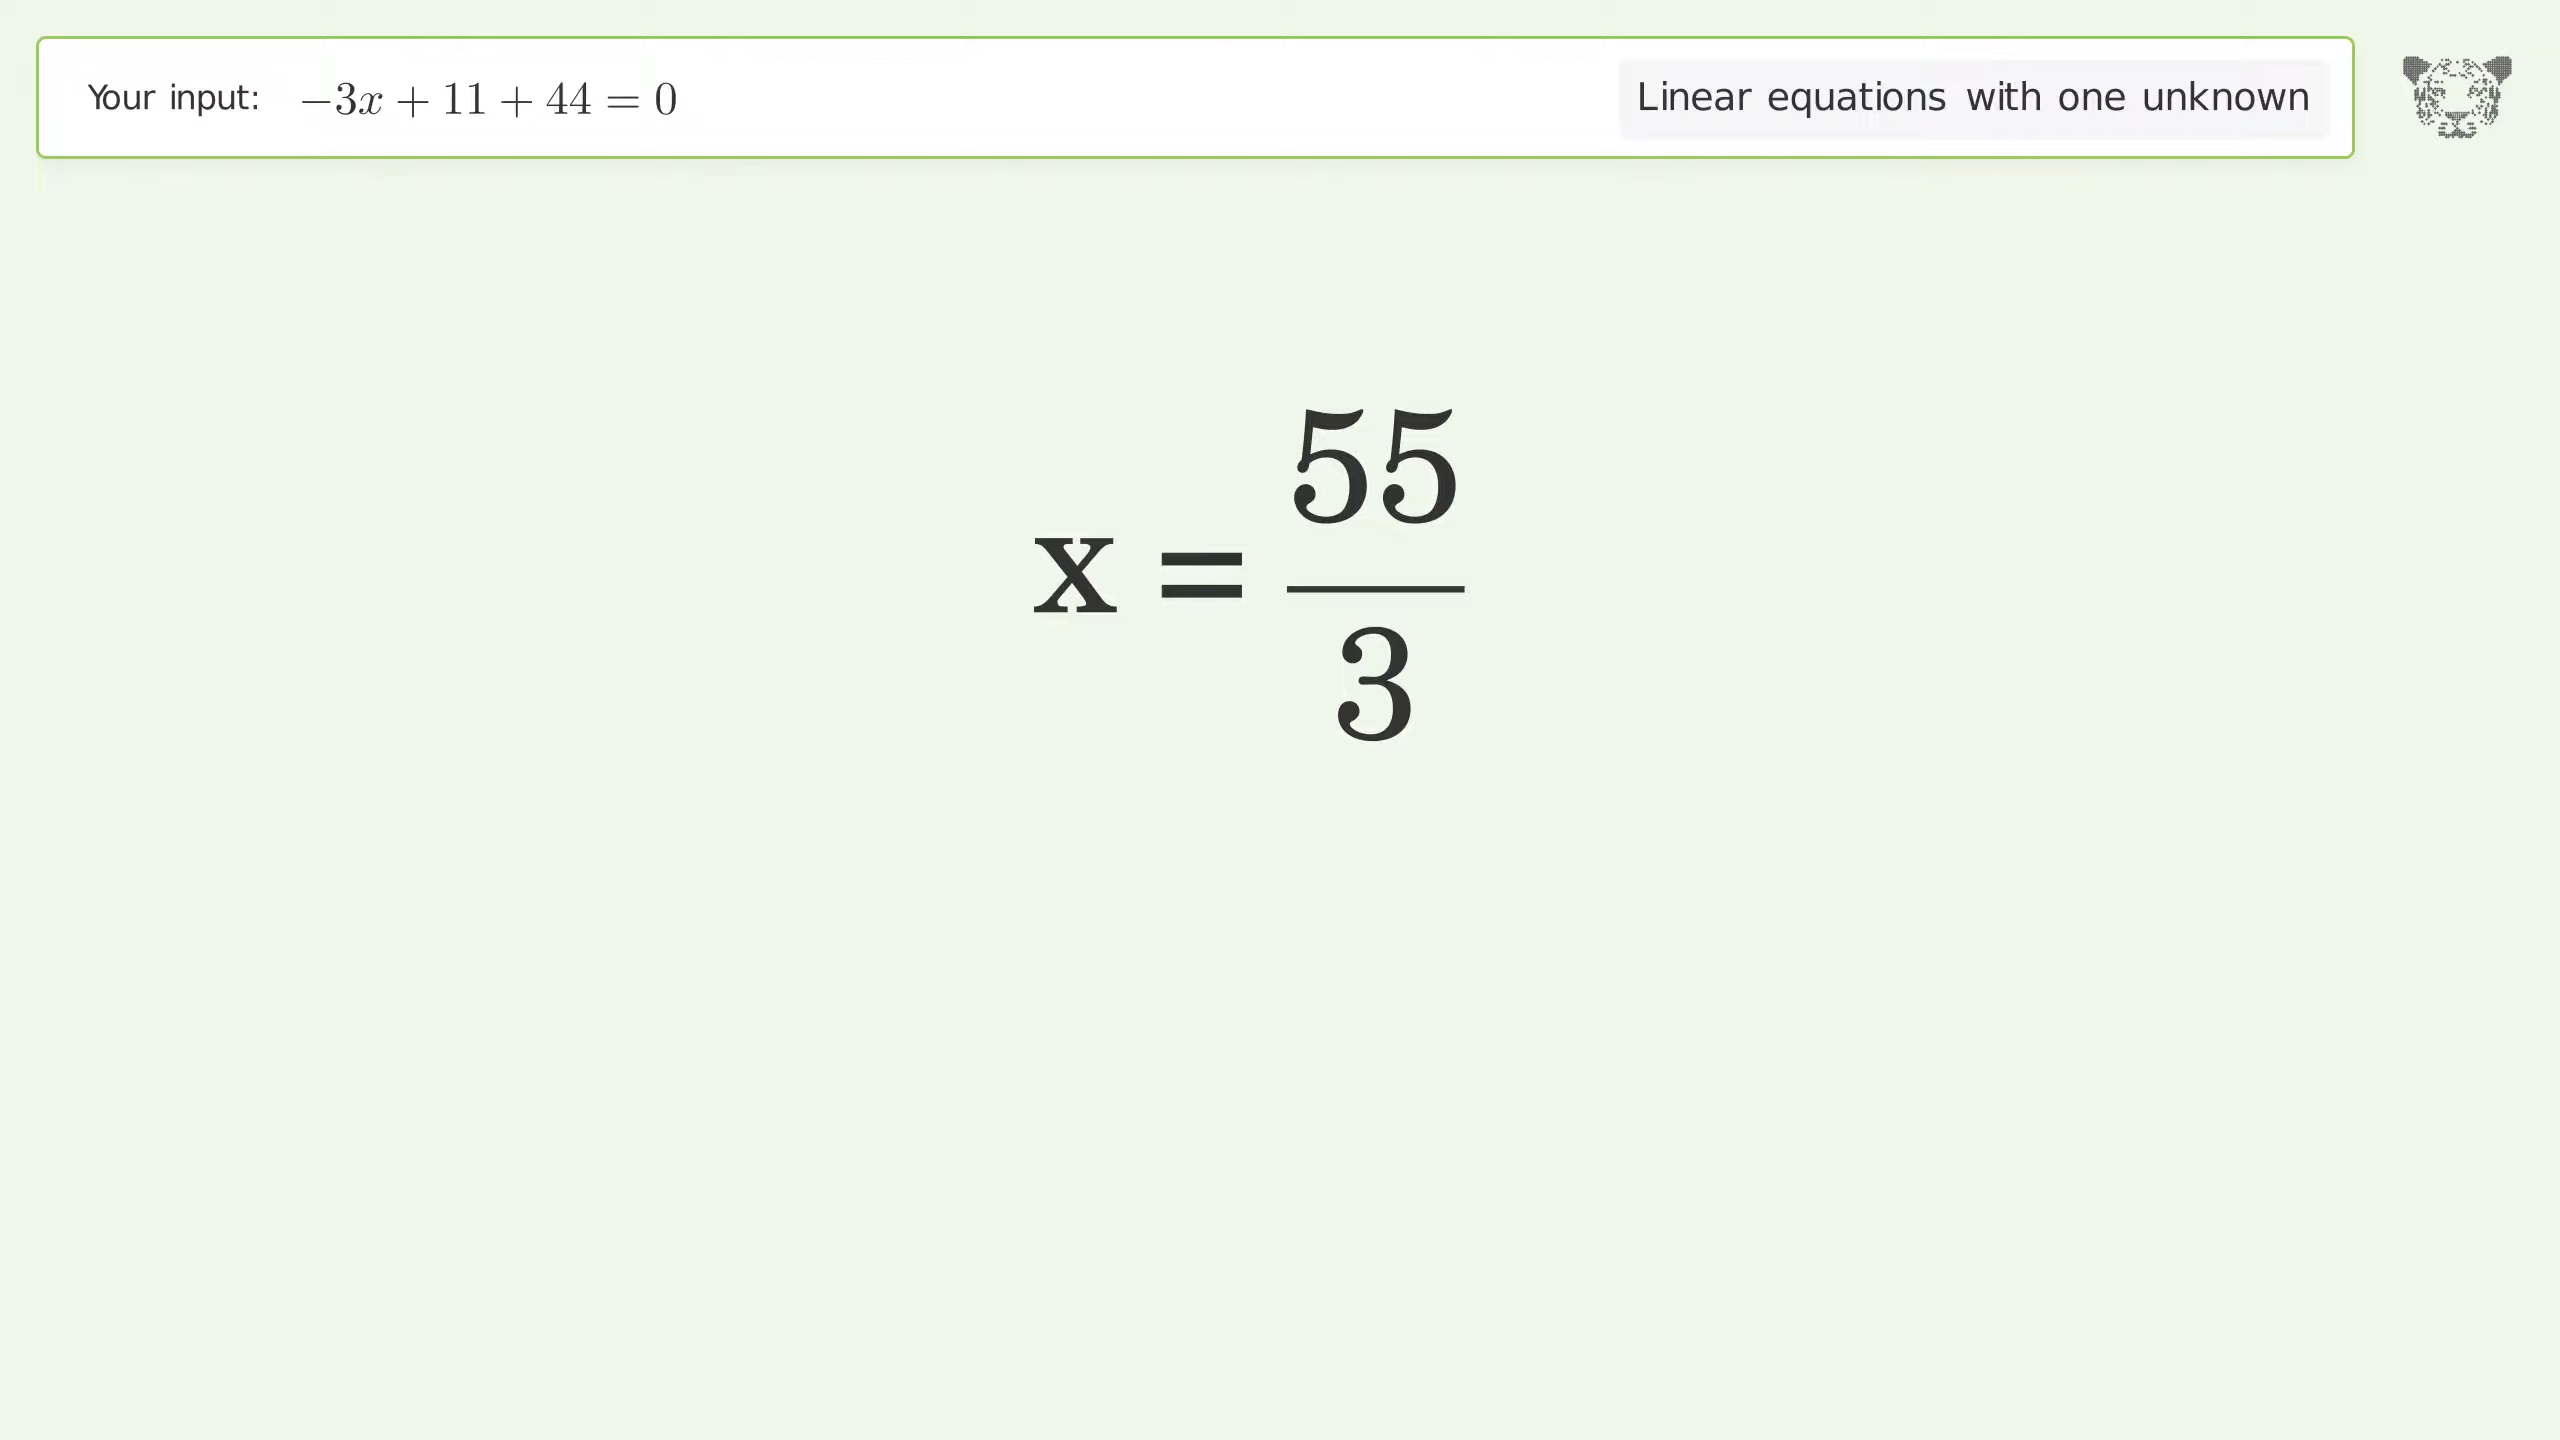 Your input: −3x + 11 + 44 = 0
Linear equations with one unknown
x = 55/3